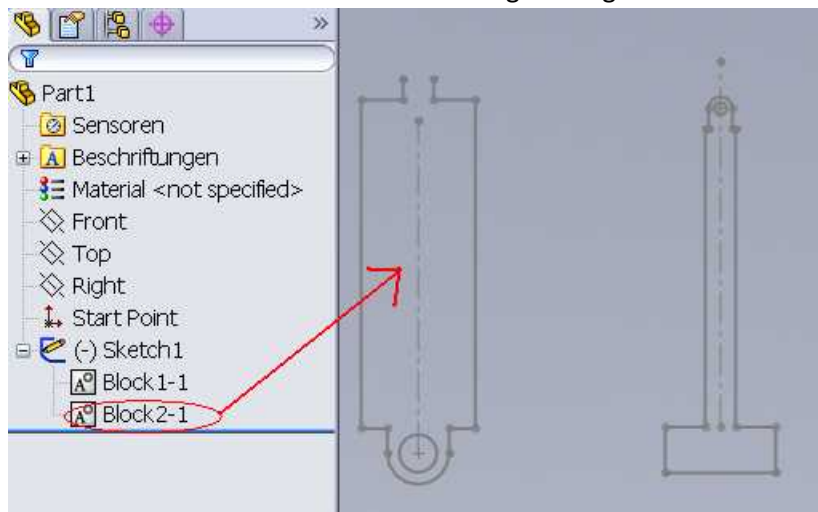 Part1
Sensoren
Beschriftungen
Material <not specified>
Front
Top
Right
Start Point
(-) Sketch1
Block1-1
Block2-1